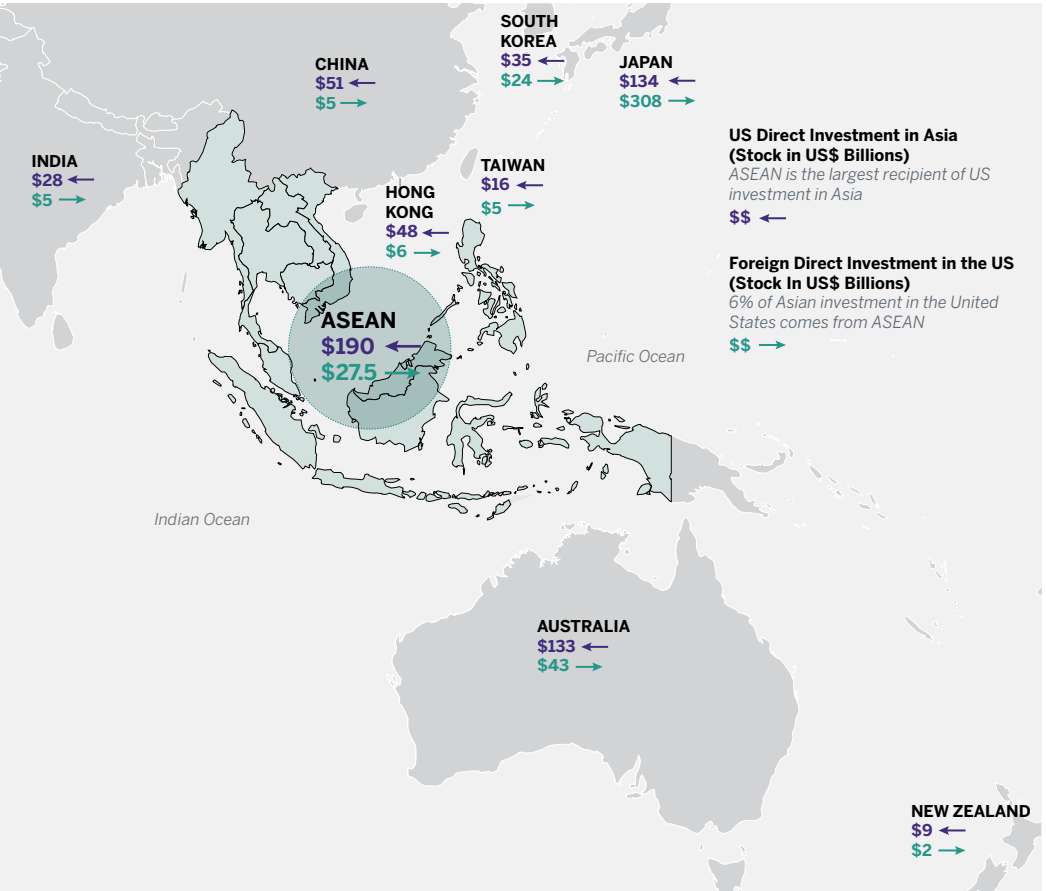 SOUTH
KOREA
$35
$24
CHINA
$51
$5
JAPAN
$134
$308
INDIA
$28
$5
TAIWAN
$16
$5
HONG
KONG
$48
$6
US Direct Investment in Asia
(Stock in US$ Billions)
ASEAN is the largest recipient of US
investment in Asia
$$
Foreign Direct Investment in the US
(Stock In US$ Billions)
6% of Asian investment in the United
States comes from ASEAN
$$
ASEAN
$190
$27.5
Pacific Ocean
Indian Ocean
AUSTRALIA
$133
$43
NEW ZEALAND
$9
$2